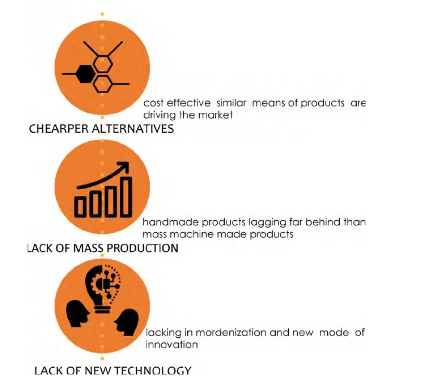 cost effective similar means of products are
driving the market
CHEARPER ALTERNATIVES
handmade products lagging far behind than
mass machine made products
LACK OF MASS PRODUCTION
lacking in mordenization and new mode of
innovation
LACK OF NEW TECHNOLOGY